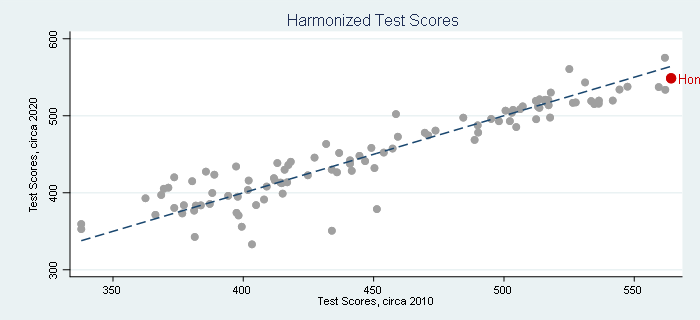 Harmonized Test Scores
600
500
400
300
Test Scores, circa 2020
Hon
350
400
450
500
550
Test Scores, circa 2010